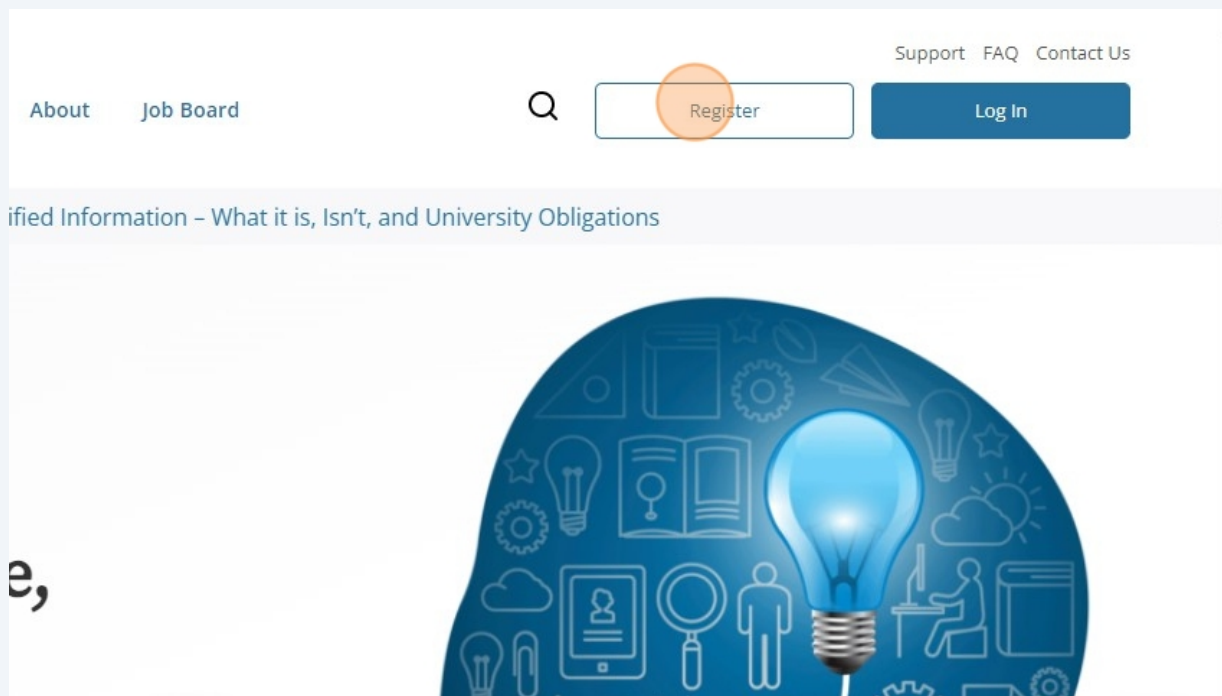 Support FAQ Contact Us
About Job Board Register Log In
ified Information – What it is, Isn't, and University Obligations
e,